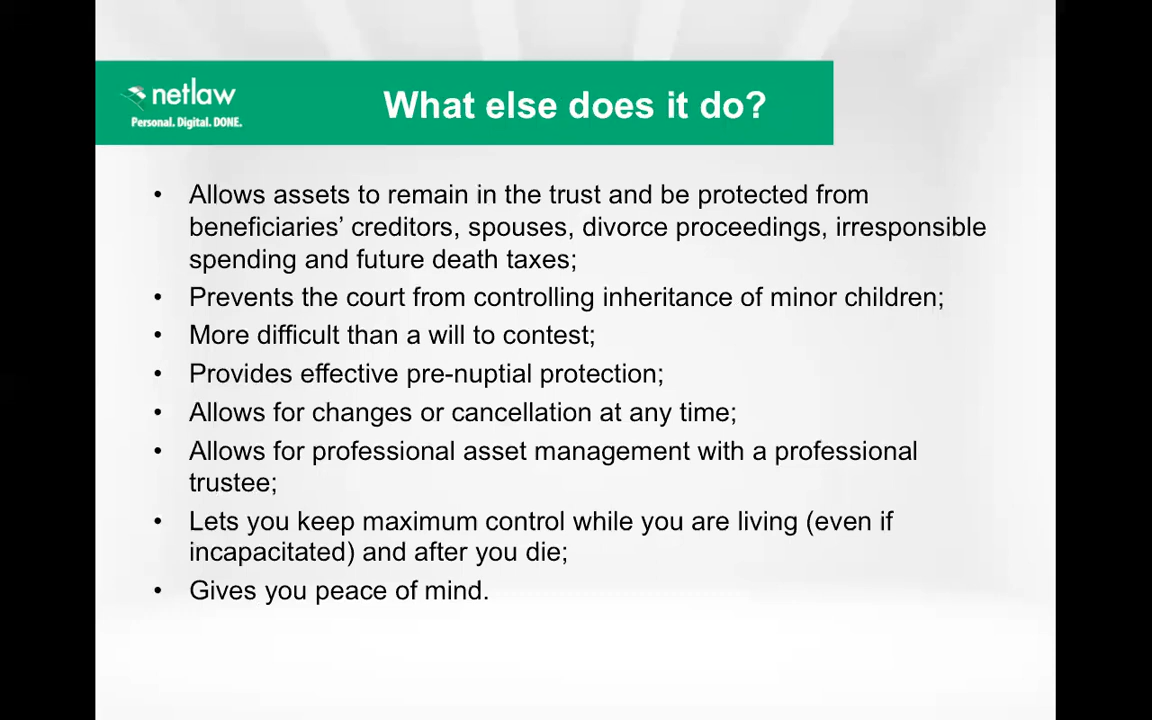 netlaw
Personal. Digital. DONE.
What else does it do?
• Allows assets to remain in the trust and be protected from
beneficiaries’ creditors, spouses, divorce proceedings, irresponsible
spending and future death taxes;
• Prevents the court from controlling inheritance of minor children;
• More difficult than a will to contest;
• Provides effective pre-nuptial protection;
• Allows for changes or cancellation at any time;
• Allows for professional asset management with a professional
trustee;
• Lets you keep maximum control while you are living (even if
incapacitated) and after you die;
• Gives you peace of mind.